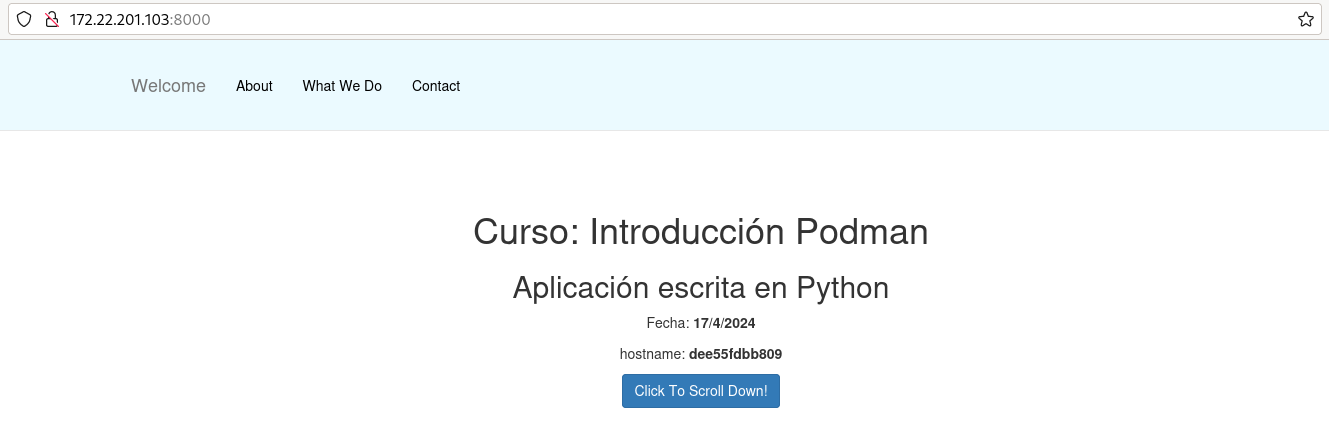 172.22.201.103:8000
Welcome About What We Do Contact
Curso: Introducción Podman
Aplicación escrita en Python
Fecha: 17/4/2024
hostname: dee55fdbb809
Click To Scroll Down!